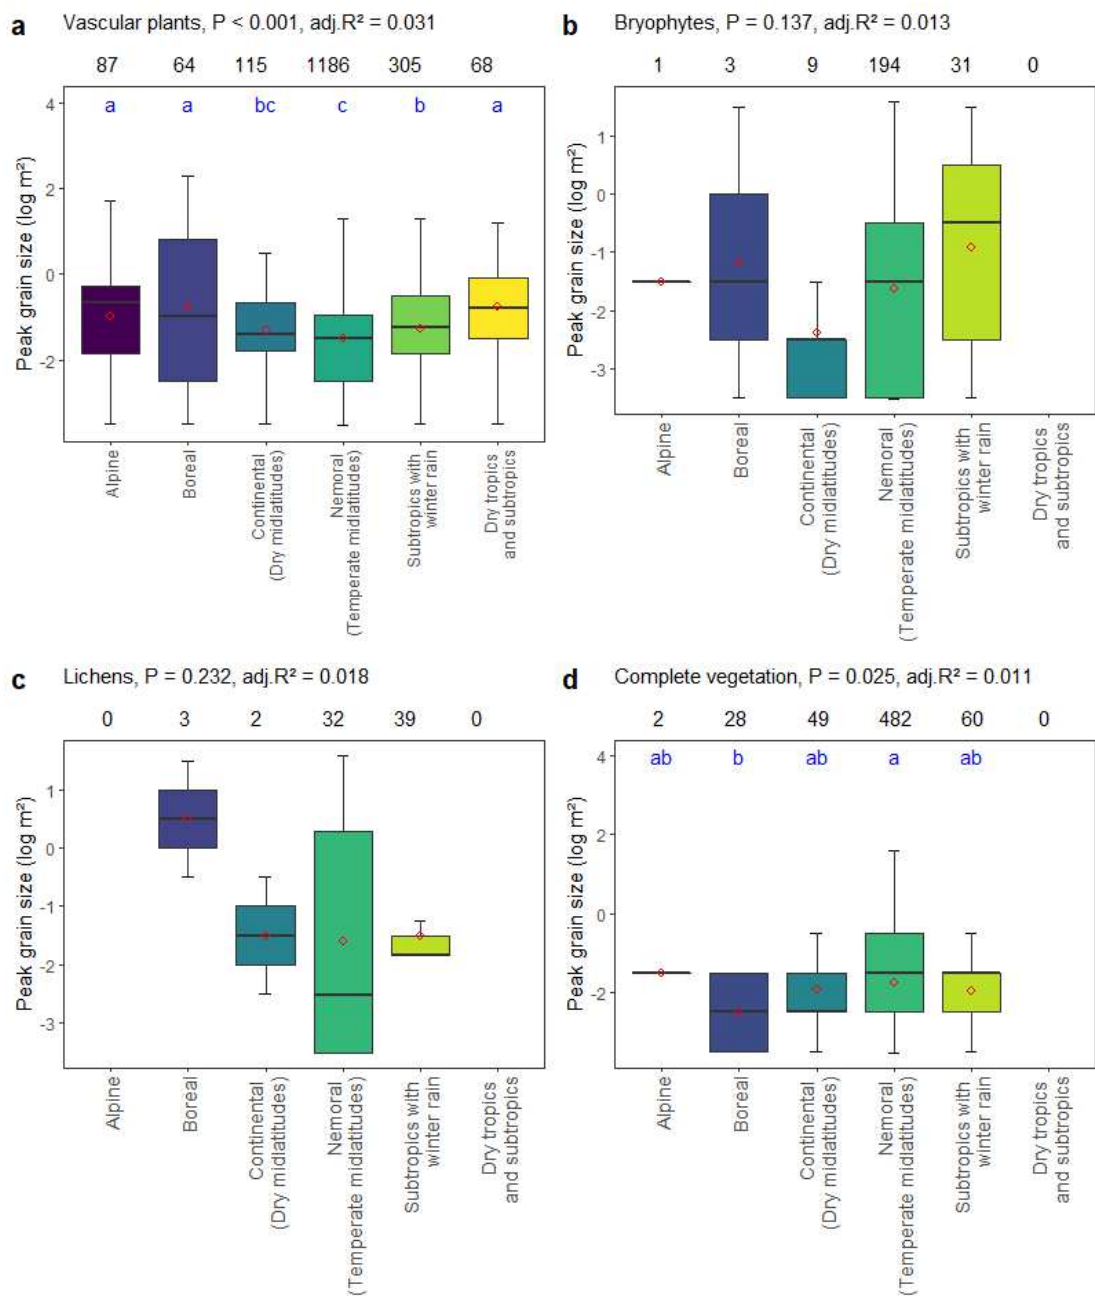 a Vascular plants, P < 0.001, adj.R² = 0.031
87 64 115 1186 305 68
a a bc c b a
Peak grain size (log m²)
4
2
0
-2
Alpine
Boreal
Continental
(Dry midlatitudes)
Nemoral
(Temperate midlatitudes)
Subtropics with
winter rain
Dry tropics
and subtropics
b Bryophytes, P = 0.137, adj.R² = 0.013
1 3 9 194 31 0
Peak grain size (log m²)
1
0
-1
-2
-3
Alpine
Boreal
Continental
(Dry midlatitudes)
Nemoral
(Temperate midlatitudes)
Subtropics with
winter rain
Dry tropics
and subtropics
c Lichens, P = 0.232, adj.R² = 0.018
0 3 2 32 39 0
Peak grain size (log m²)
1
0
-1
-2
-3
Alpine
Boreal
Continental
(Dry midlatitudes)
Nemoral
(Temperate midlatitudes)
Subtropics with
winter rain
Dry tropics
and subtropics
d Complete vegetation, P = 0.025, adj.R² = 0.011
2 28 49 482 60 0
ab b ab a ab
Peak grain size (log m²)
4
2
0
-2
Alpine
Boreal
Continental
(Dry midlatitudes)
Nemoral
(Temperate midlatitudes)
Subtropics with
winter rain
Dry tropics
and subtropics